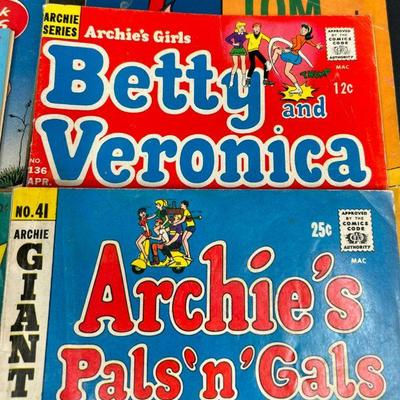 TOM
ARCHIE
SERIES
Archie's Girls
Betty
and
Veronica
NO.
136
APR.
APPROVED
BY THE
COMICS
CODE
AUTHORITY
MAC
12¢
NO. 41
ARCHIE
GIANT
25¢
APPROVED
BY THE
COMICS
CODE
AUTHORITY
MAC
Archie's
Pals 'n' Gals